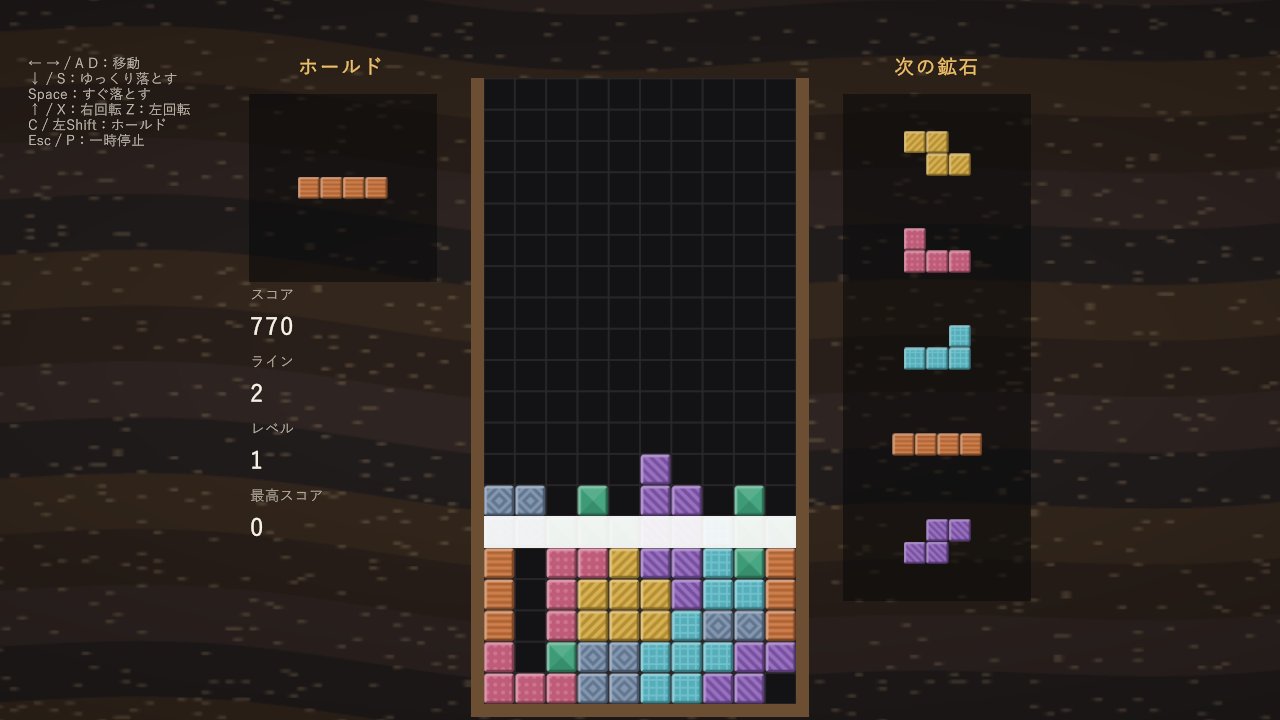 ← → / A D：移動
↓ / S：ゆっくり落とす
Space：すぐ落とす
↑ / X：右回転 Z：左回転
C / 左Shift：ホールド
Esc / P：一時停止
ホールド
スコア
770
ライン
2
レベル
1
最高スコア
0
次の鉱石